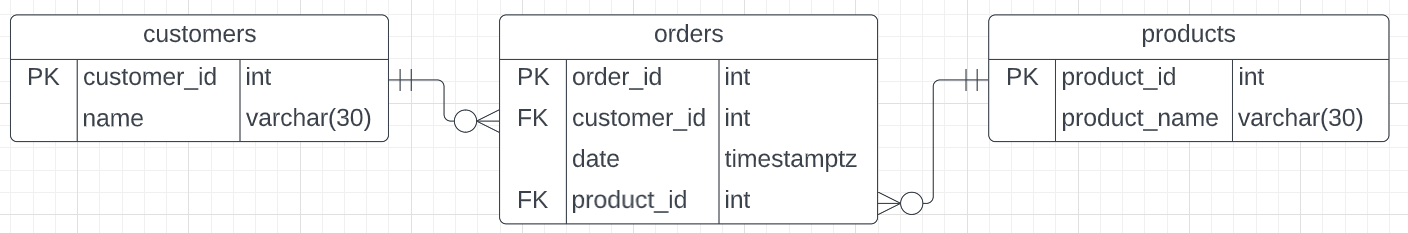 customers
PK customer_id int
name varchar(30)
orders
PK order_id int
FK customer_id int
date timestamptz
FK product_id int
products
PK product_id int
product_name varchar(30)